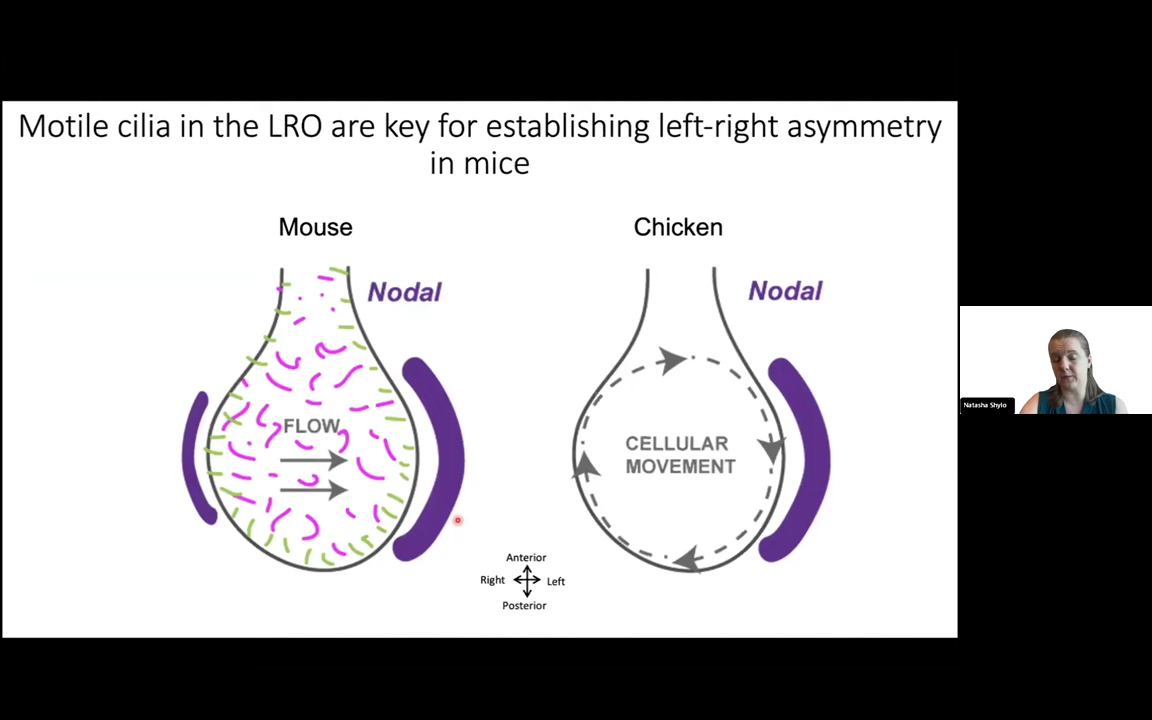 Motile cilia in the LRO are key for establishing left-right asymmetry
in mice
Mouse
Chicken
Nodal
Nodal
FLOW
CELLULAR
MOVEMENT
Anterior
Right
Left
Posterior
Natasha Shylo